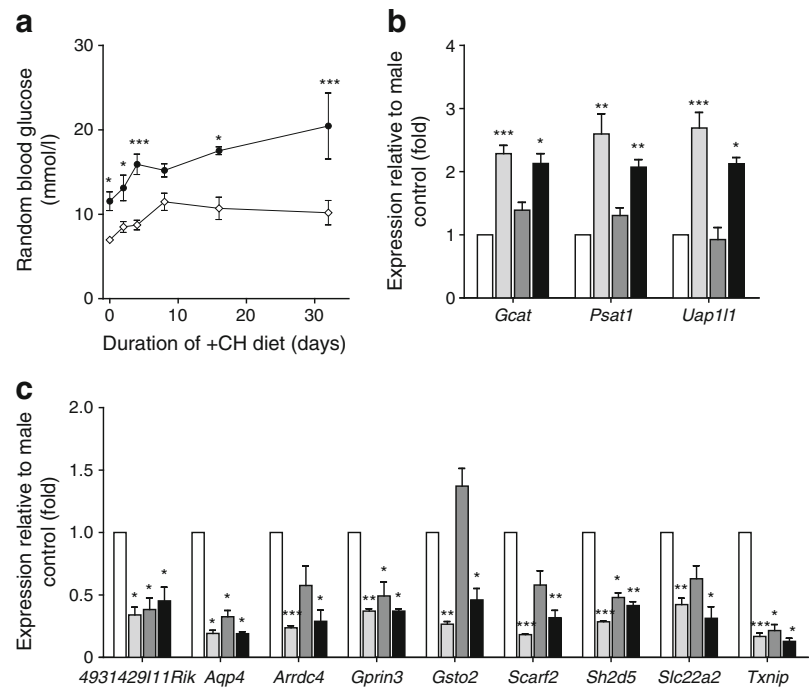 a
30
20
10
0
Random blood glucose
(mmol/l)
***
*
***
*
*
0 10 20 30
Duration of +CH diet (days)
b
4
3
2
1
0
Expression relative to male
control (fold)
*** * ** ** *** *
Gcat Psat1 Uap1l1
c
2.0
1.5
1.0
0.5
0
Expression relative to male
control (fold)
* * * * * * *** * ** * * ** * *** ** *** * ** ** * *** * *
4931429I11Rik Aqp4 Arrdc4 Gprin3 Gsto2 Scarf2 Sh2d5 Slc22a2 Txnip